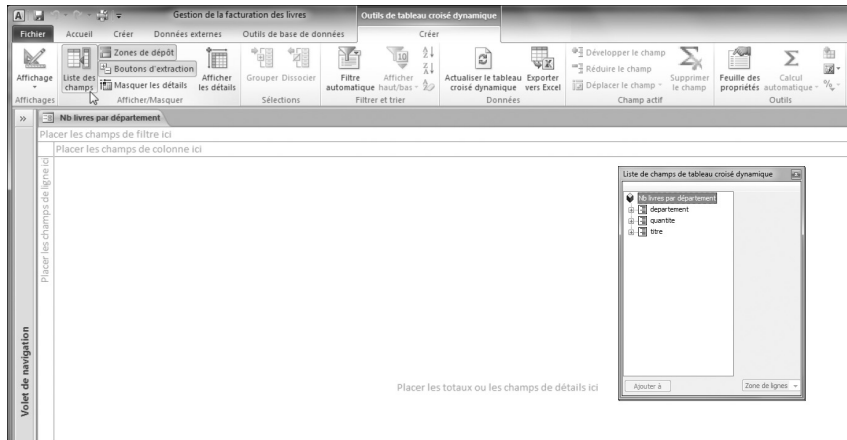 A
Gestion de la facturation des livres
Outils de tableau croisé dynamique
Fichier Accueil Créer Données externes Outils de base de données Créer
Affichage
Liste des champs
Zones de dépôt
Boutons d'extraction
Masquer les détails
Afficher les détails
Grouper Dissocier
Filtre automatique
Afficher haut/bas
Actualiser le tableau croisé dynamique
Exporter vers Excel
Développer le champ
Réduire le champ
Déplacer le champ
Supprimer le champ
Feuille des propriétés
Calcul automatique
Affichages Afficher/Masquer Sélections Filtrer et trier Données Champ actif Outils
Nb livres par département
Placer les champs de filtre ici
Placer les champs de colonne ici
Placer les champs de ligne ici
Volet de navigation
Placer les totaux ou les champs de détails ici
Liste de champs de tableau croisé dynamique
Nb livres par département
departement
quantite
titre
Ajouter à Zone de lignes